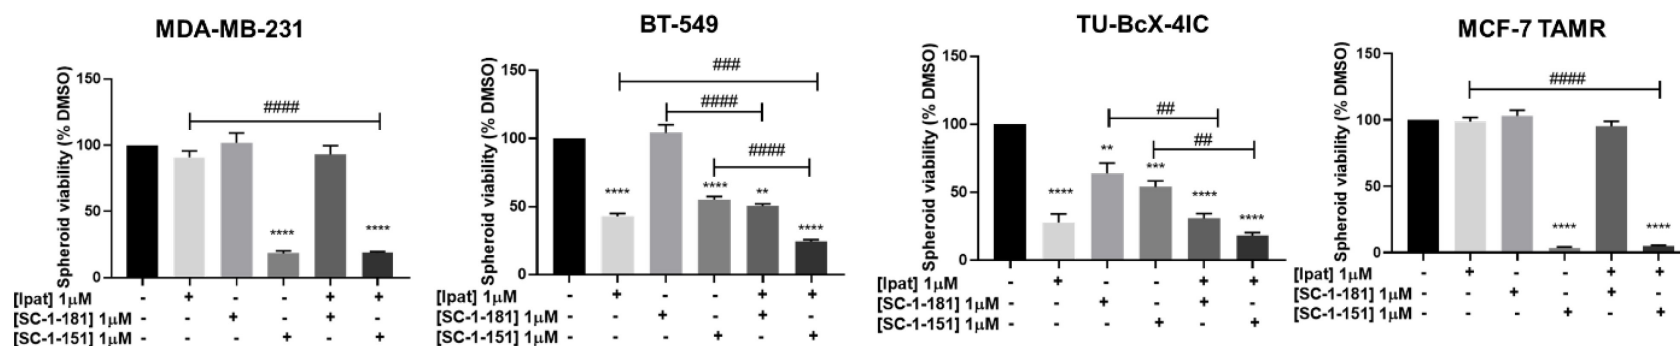 MDA-MB-231
Spheroid viability (% DMSO)
150
100
50
0
####
****
****
[Ipat] 1µM - + - - + +
[SC-1-181] 1µM - - + - + -
[SC-1-151] 1µM - - - + - +
BT-549
Spheroid viability (% DMSO)
150
100
50
0
###
####
####
****
****
**
****
[Ipat] 1µM - + - - + +
[SC-1-181] 1µM - - + - + -
[SC-1-151] 1µM - - - + - +
TU-BcX-4IC
Spheroid viability (% DMSO)
150
100
50
0
##
##
****
**
***
****
****
[Ipat] 1µM - + - - + +
[SC-1-181] 1µM - - + - + -
[SC-1-151] 1µM - - - + - +
MCF-7 TAMR
Spheroid viability (% DMSO)
150
100
50
0
####
****
****
[Ipat] 1µM - + - - + +
[SC-1-181] 1µM - - + - + -
[SC-1-151] 1µM - - - + - +